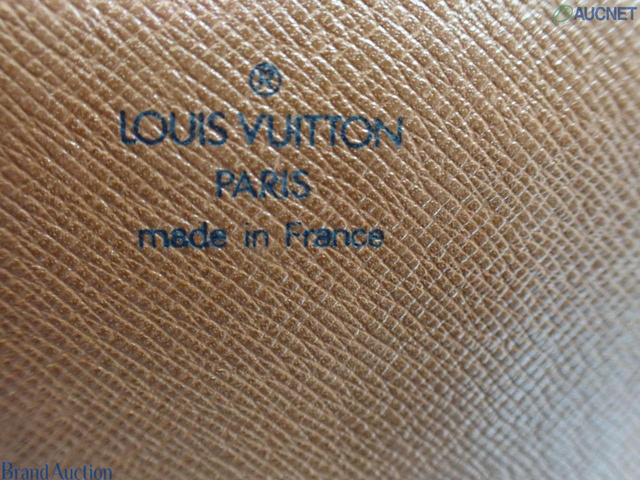 AUCNET
®
LOUIS VUITTON
PARIS
made in France
Brand Auction